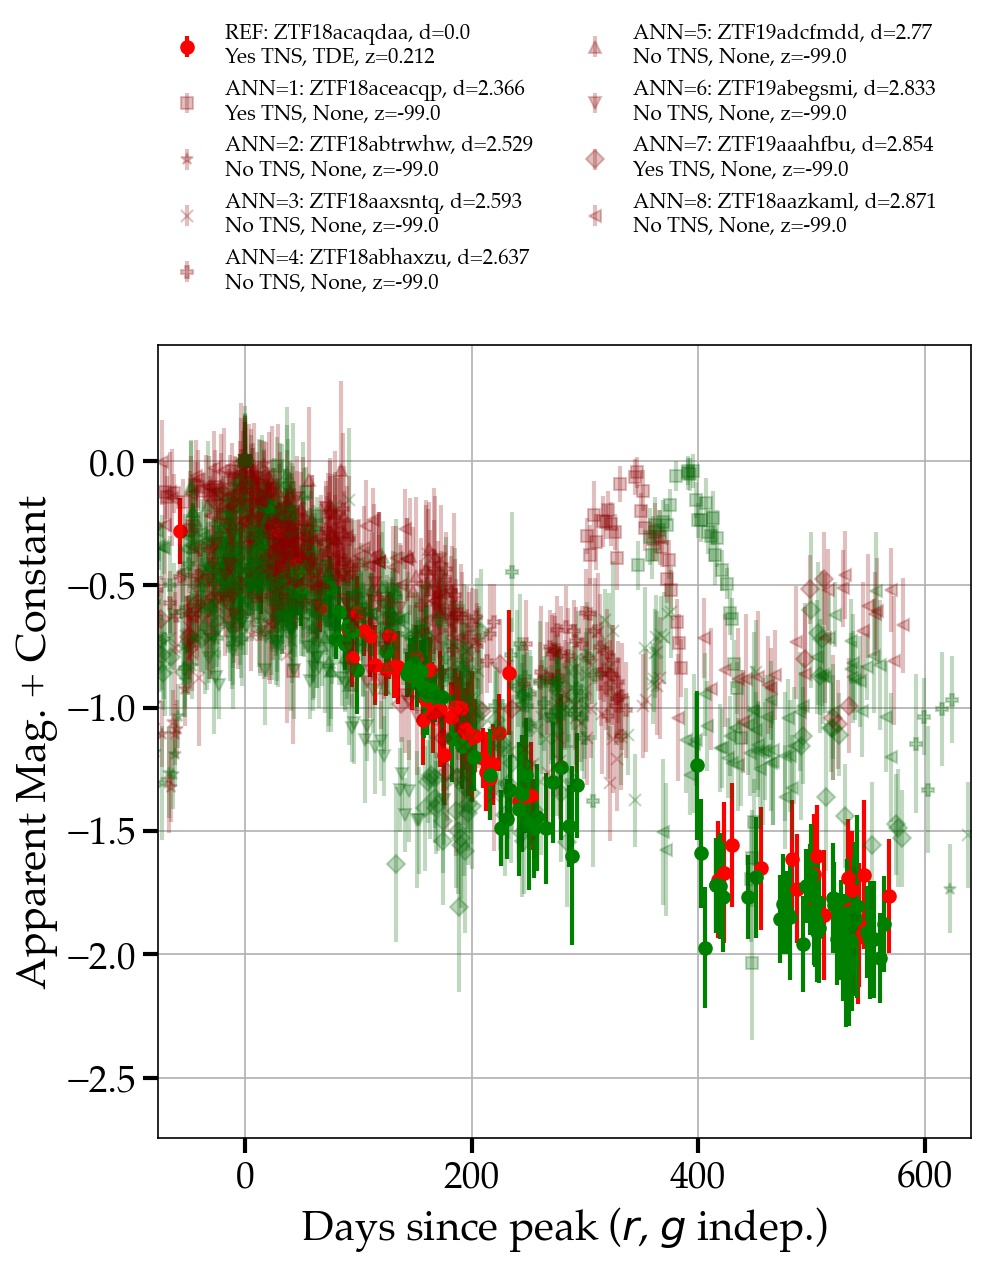 REF: ZTF18acaqdaa, d=0.0
Yes TNS, TDE, z=0.212
ANN=1: ZTF18aceacqp, d=2.366
Yes TNS, None, z=-99.0
ANN=2: ZTF18abtrwhw, d=2.529
No TNS, None, z=-99.0
ANN=3: ZTF18aaxsntq, d=2.593
No TNS, None, z=-99.0
ANN=4: ZTF18abhaxzu, d=2.637
No TNS, None, z=-99.0
ANN=5: ZTF19adcfmdd, d=2.77
No TNS, None, z=-99.0
ANN=6: ZTF19abegsmi, d=2.833
No TNS, None, z=-99.0
ANN=7: ZTF19aaahfbu, d=2.854
Yes TNS, None, z=-99.0
ANN=8: ZTF18aazkaml, d=2.871
No TNS, None, z=-99.0
Apparent Mag. + Constant
0.0
−0.5
−1.0
−1.5
−2.0
−2.5
0 200 400 600
Days since peak (r, g indep.)